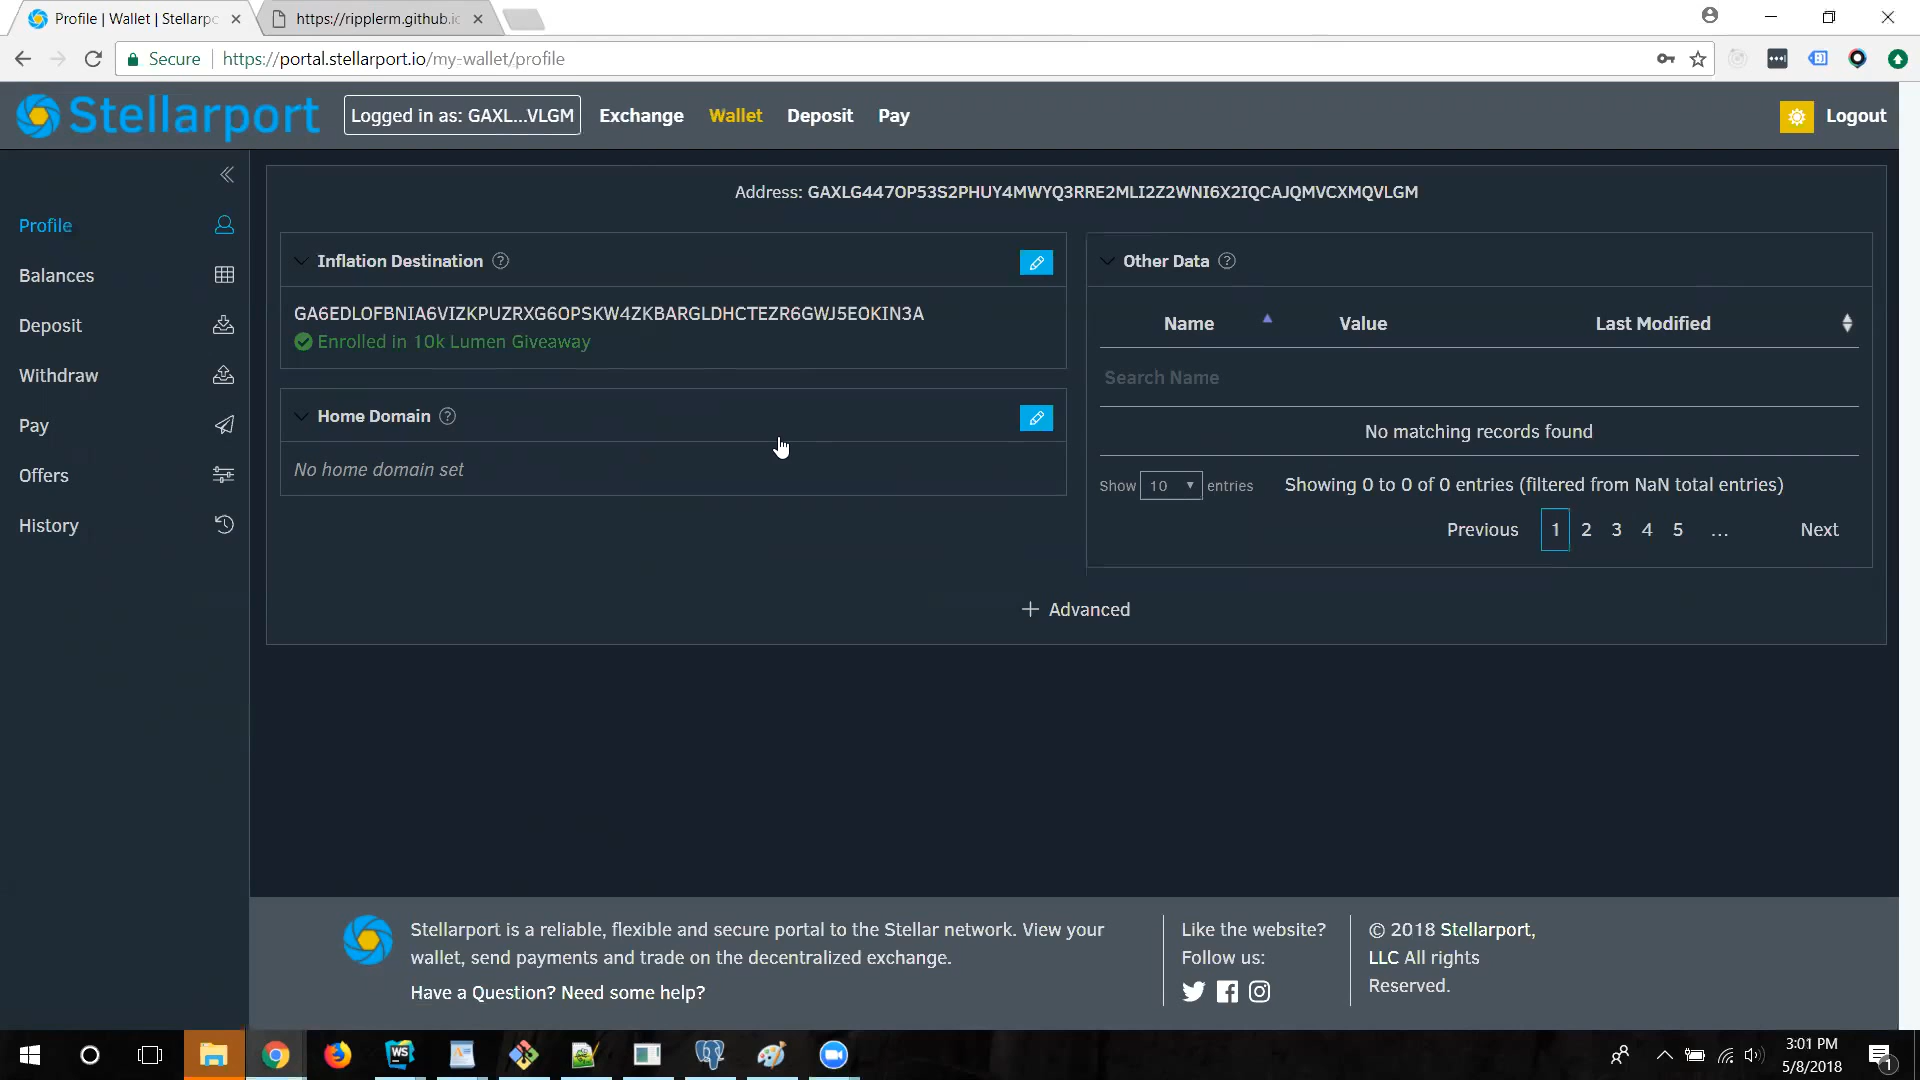 Profile | Wallet | Stellarpo
https://ripplerm.github.io
Secure
https://portal.stellarport.io/my-wallet/profile
Stellarport
Logged in as: GAXL...VLGM
Exchange
Wallet
Deposit
Pay
Logout
Profile
Balances
Deposit
Withdraw
Pay
Offers
History
Address: GAXLG447OP53S2PHUY4MWYQ3RRE2MLI2Z2WNI6X2IQCAJQMVCXMQVLGM
Inflation Destination
GA6EDLOFBNIA6VIZKPUZRXG6OPSKW4ZKBARGLDHCTEZR6GWJ5EOKIN3A
Enrolled in 10k Lumen Giveaway
Home Domain
No home domain set
Other Data
Name Value Last Modified
Search Name
No matching records found
Show 10 entries
Showing 0 to 0 of 0 entries (filtered from NaN total entries)
Previous 1 2 3 4 5 ... Next
+ Advanced
Stellarport is a reliable, flexible and secure portal to the Stellar network. View your
wallet, send payments and trade on the decentralized exchange.
Have a Question? Need some help?
Like the website?
Follow us:
© 2018 Stellarport,
LLC All rights
Reserved.
WS
3:01 PM
5/8/2018
1